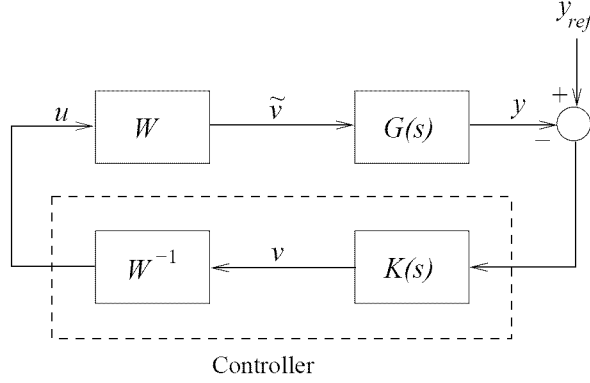 y_ref
+
u
W
ṽ
G(s)
y
−
W⁻¹
v
K(s)
Controller